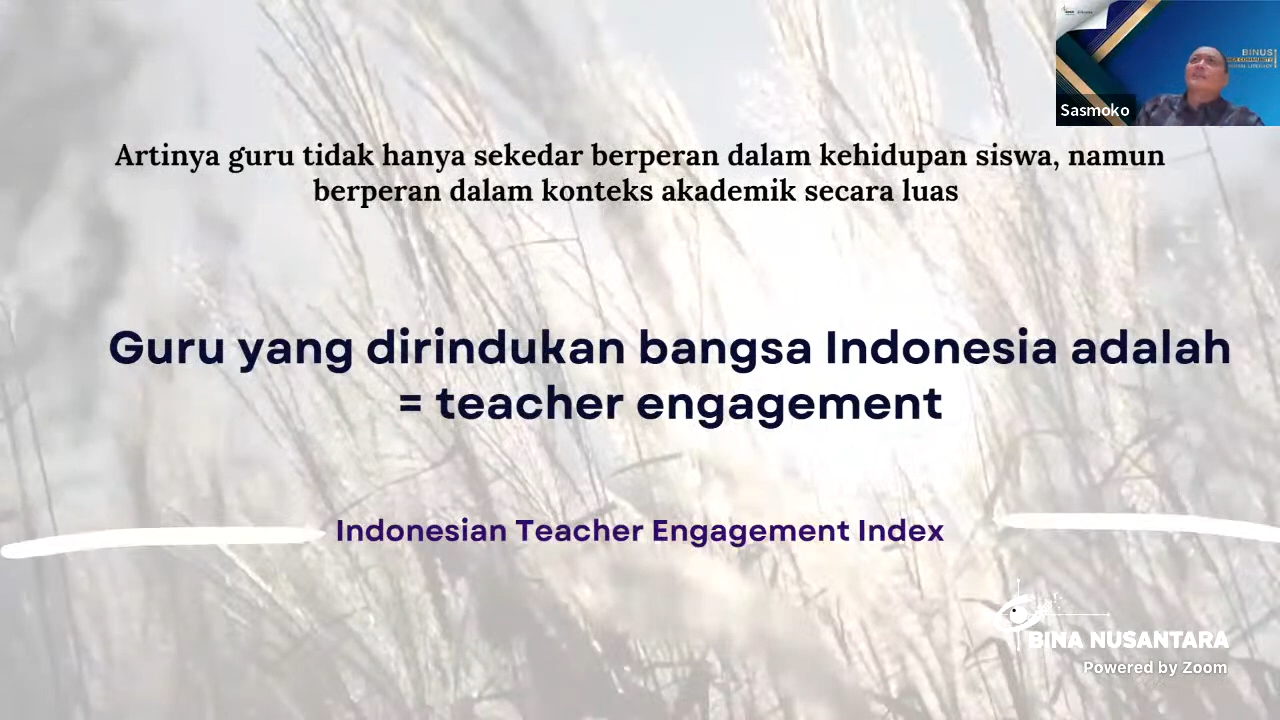 BINUS
Sasmoko
Artinya guru tidak hanya sekedar berperan dalam kehidupan siswa, namun
berperan dalam konteks akademik secara luas
Guru yang dirindukan bangsa Indonesia adalah
= teacher engagement
Indonesian Teacher Engagement Index
BINA NUSANTARA
Powered by Zoom